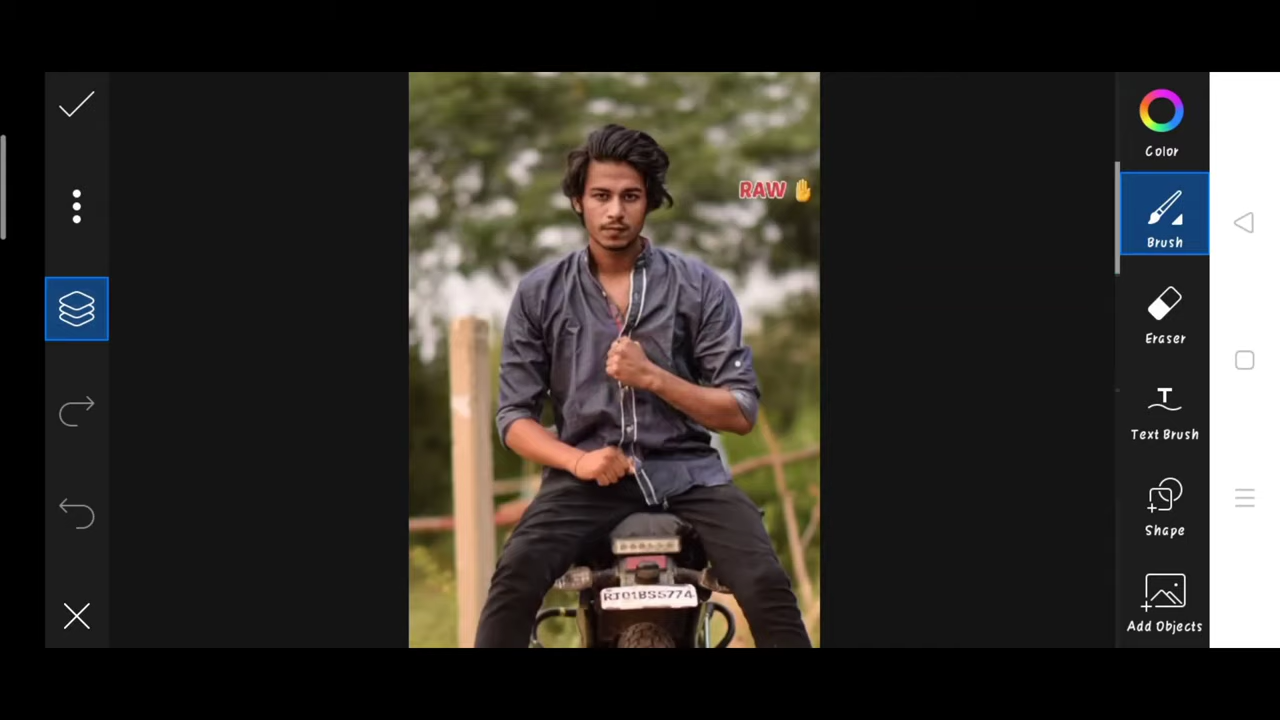 Color
RAW ✋
Brush
Eraser
Text Brush
Shape
RJ01BS5774
Add Objects